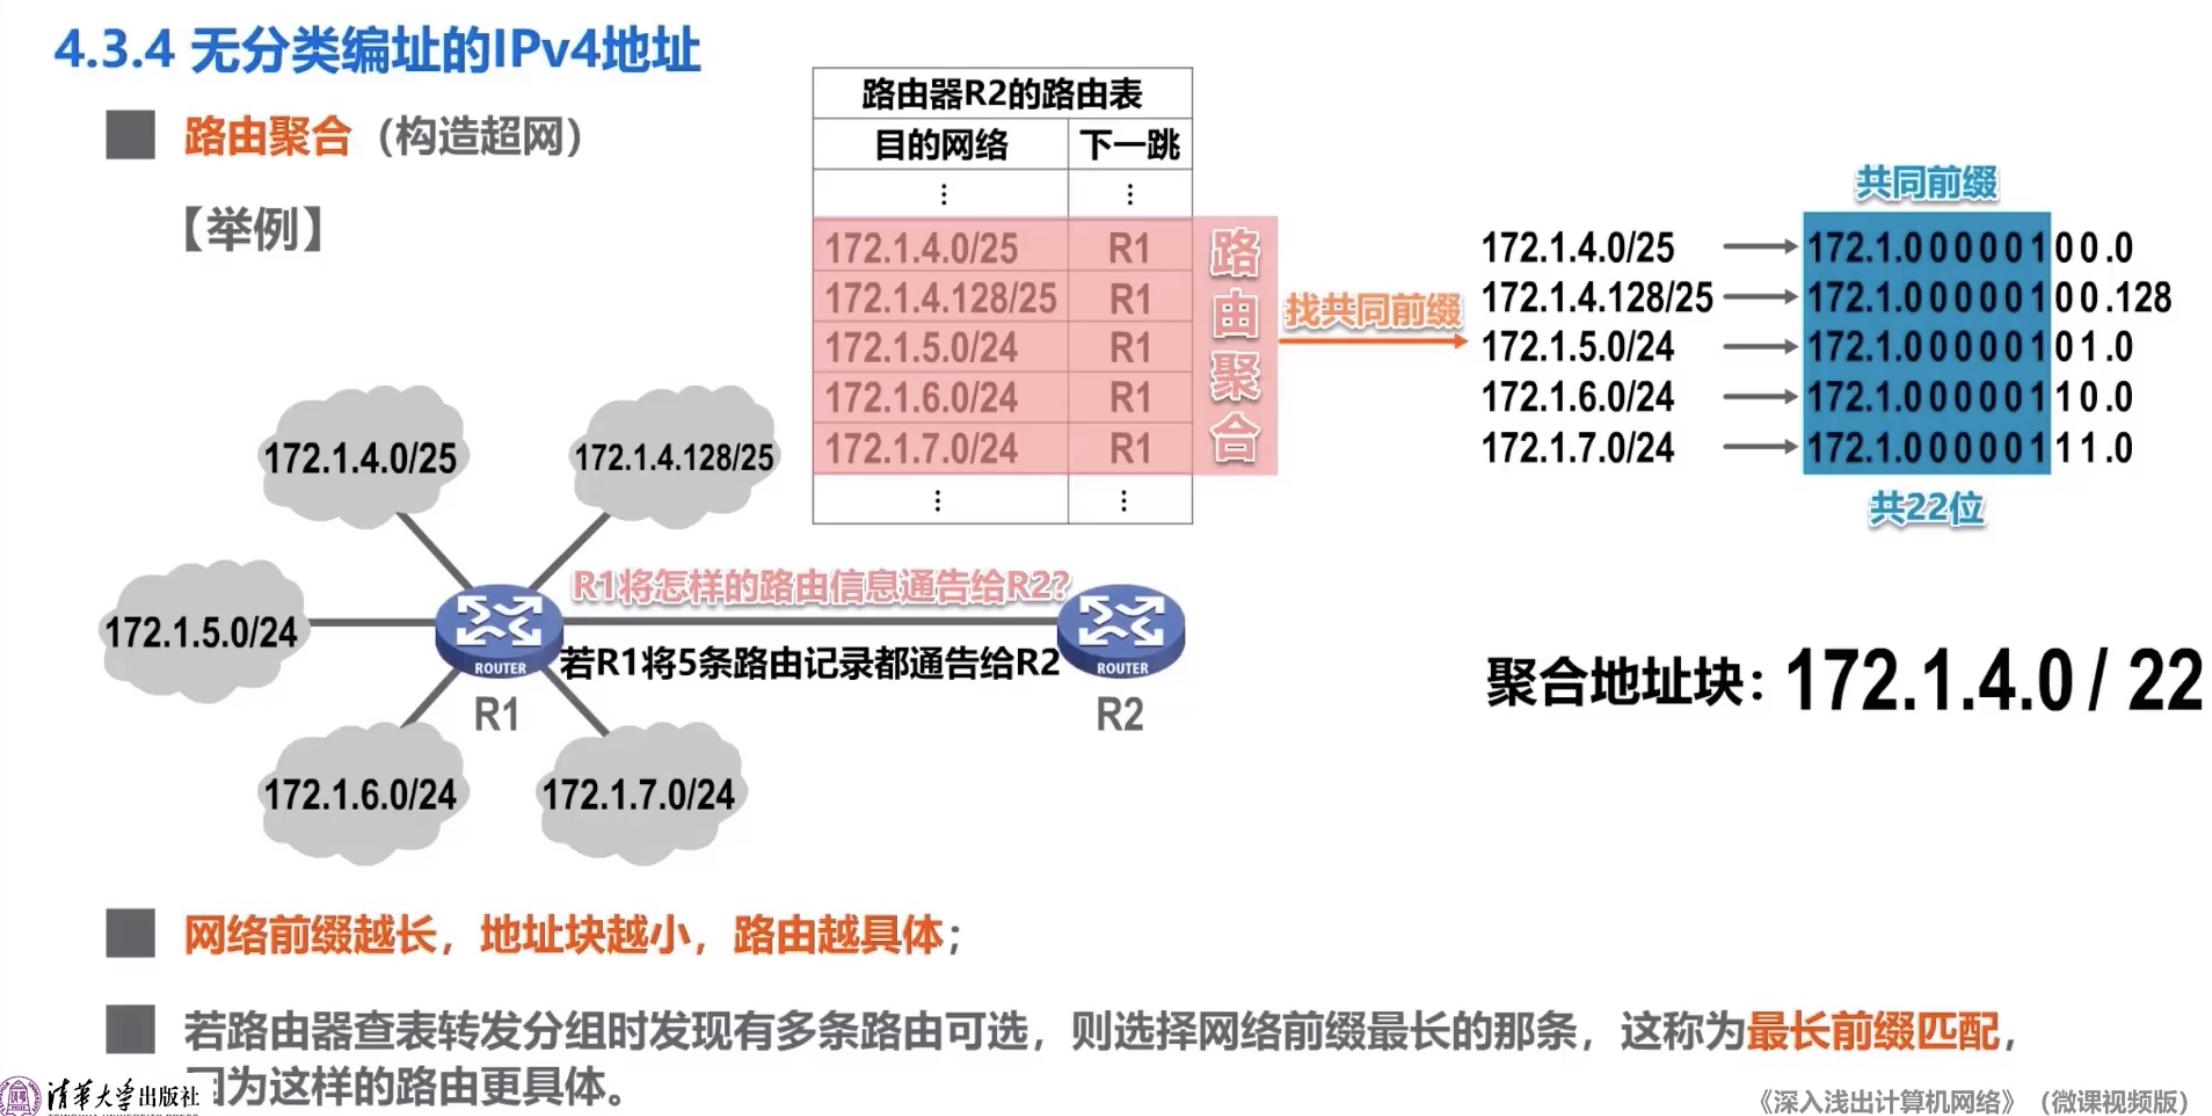 4.3.4 无分类编址的IPv4地址
路由聚合（构造超网）
【举例】
路由器R2的路由表
目的网络 下一跳
⋮ ⋮
172.1.4.0/25 R1
172.1.4.128/25 R1
172.1.5.0/24 R1
172.1.6.0/24 R1
172.1.7.0/24 R1
⋮ ⋮
路由聚合
找共同前缀
共同前缀
172.1.4.0/25 172.1.00000100.0
172.1.4.128/25 172.1.00000100.128
172.1.5.0/24 172.1.00000101.0
172.1.6.0/24 172.1.00000110.0
172.1.7.0/24 172.1.00000111.0
共22位
172.1.4.0/25
172.1.4.128/25
172.1.5.0/24
172.1.6.0/24
172.1.7.0/24
R1将怎样的路由信息通告给R2?
若R1将5条路由记录都通告给R2
ROUTER
R1
ROUTER
R2
聚合地址块：172.1.4.0 / 22
网络前缀越长，地址块越小，路由越具体；
若路由器查表转发分组时发现有多条路由可选，则选择网络前缀最长的那条，这称为最长前缀匹配，
因为这样的路由更具体。
清华大学出版社
《深入浅出计算机网络》（微课视频版）